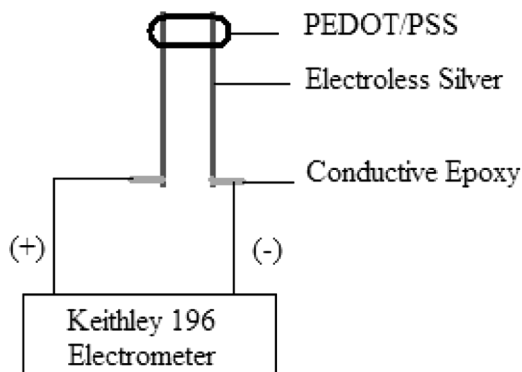 PEDOT/PSS
Electroless Silver
Conductive Epoxy
(+)
(-)
Keithley 196
Electrometer